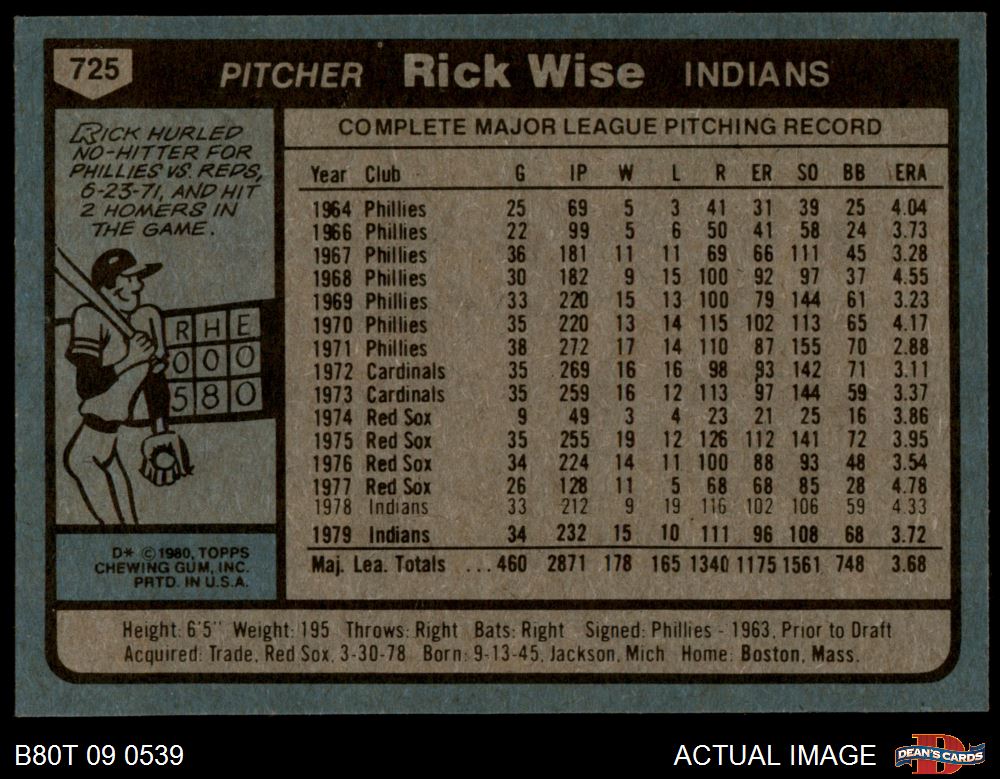 725 PITCHER Rick Wise INDIANS
RICK HURLED
NO-HITTER FOR
PHILLIES VS. REDS,
6-23-71, AND HIT
2 HOMERS IN
THE GAME.
R H E
0 0 0
5 8 0
D* © 1980, TOPPS
CHEWING GUM, INC.
PRTD. IN U.S.A.
COMPLETE MAJOR LEAGUE PITCHING RECORD
Year Club G IP W L R ER SO BB ERA
1964 Phillies 25 69 5 3 41 31 39 25 4.04
1966 Phillies 22 99 5 6 50 41 58 24 3.73
1967 Phillies 36 181 11 11 69 66 111 45 3.28
1968 Phillies 30 182 9 15 100 92 97 37 4.55
1969 Phillies 33 220 15 13 100 79 144 61 3.23
1970 Phillies 35 220 13 14 115 102 113 65 4.17
1971 Phillies 38 272 17 14 110 87 155 70 2.88
1972 Cardinals 35 269 16 16 98 93 142 71 3.11
1973 Cardinals 35 259 16 12 113 97 144 59 3.37
1974 Red Sox 9 49 3 4 23 21 25 16 3.86
1975 Red Sox 35 255 19 12 126 112 141 72 3.95
1976 Red Sox 34 224 14 11 100 88 93 48 3.54
1977 Red Sox 26 128 11 5 68 68 85 28 4.78
1978 Indians 33 212 9 19 116 102 106 59 4.33
1979 Indians 34 232 15 10 111 96 108 68 3.72
Maj. Lea. Totals ...460 2871 178 165 1340 1175 1561 748 3.68
Height: 6'5" Weight: 195 Throws: Right Bats: Right Signed: Phillies - 1963, Prior to Draft
Acquired: Trade, Red Sox, 3-30-78 Born: 9-13-45, Jackson, Mich Home: Boston, Mass.
B80T 09 0539 ACTUAL IMAGE DEAN'S CARDS